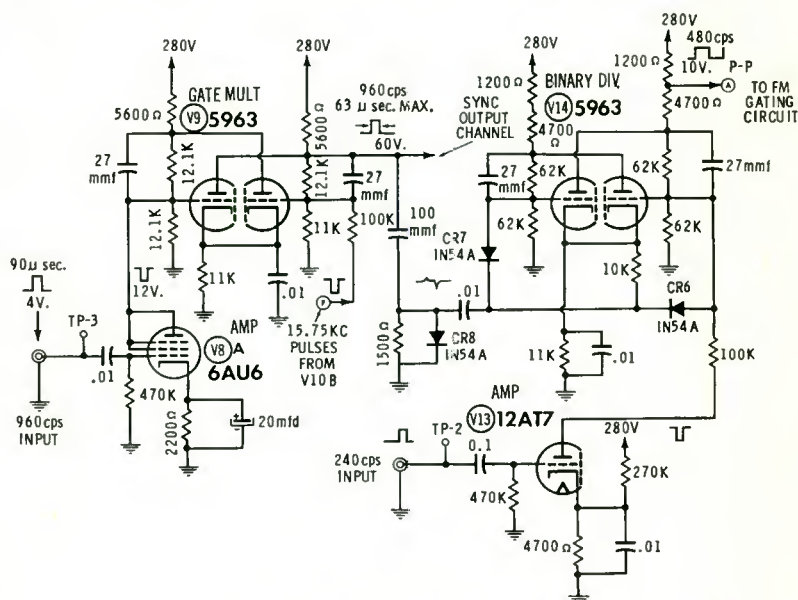 280V
GATE MULT
V9 5963
5600Ω
27
mmf
12.1K
12.1K
11K
.01
280V
5600Ω
960cps
63 μ sec. MAX.
60V.
SYNC
OUTPUT
CHANNEL
12.1K
27
mmf
11K
100K
100
mmf
15.75KC
PULSES
FROM
V10B
90μ sec.
4V.
12V.
TP-3
.01
960cps
INPUT
470K
AMP
V8 A
6AU6
2200Ω
20mfd
280V
1200Ω
BINARY DIV.
V14 5963
4700
Ω
27
mmf
62K
62K
CR7
1N54A
.01
1500Ω
CR8
1N54A
280V
480cps
10V.
P-P
1200Ω
A
TO FM
GATING
CIRCUIT
4700Ω
62K
27mmf
62K
10K
CR6
1N54A
11K
.01
100K
AMP
V13 12AT7
280V
240cps
INPUT
TP-2
0.1
470K
270K
4700Ω
.01